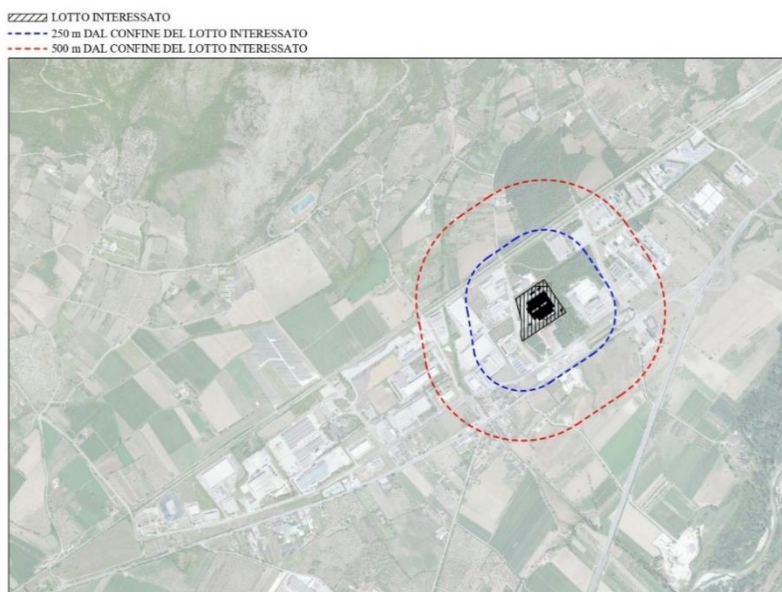 LOTTO INTERESSATO
250 m DAL CONFINE DEL LOTTO INTERESSATO
500 m DAL CONFINE DEL LOTTO INTERESSATO